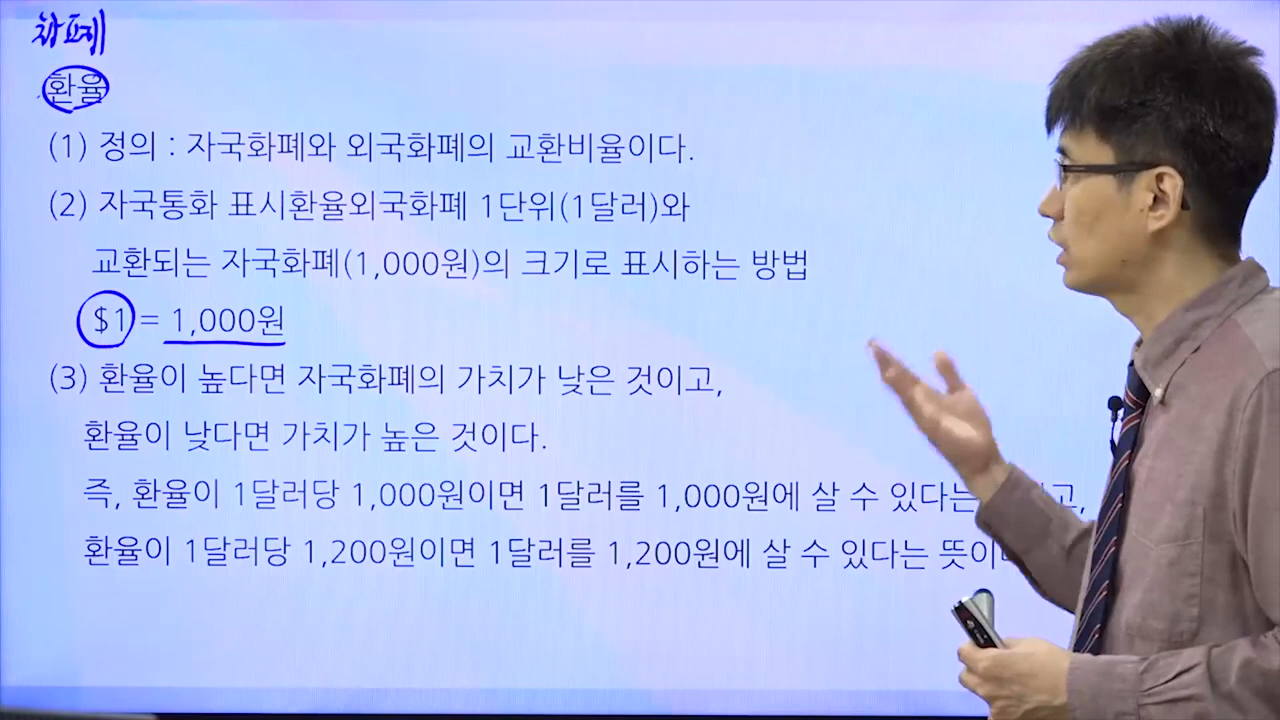 화폐
환율
(1) 정의 : 자국화폐와 외국화폐의 교환비율이다.
(2) 자국통화 표시환율외국화폐 1단위(1달러)와
교환되는 자국화폐(1,000원)의 크기로 표시하는 방법
$1 = 1,000원
(3) 환율이 높다면 자국화폐의 가치가 낮은 것이고,
환율이 낮다면 가치가 높은 것이다.
즉, 환율이 1달러당 1,000원이면 1달러를 1,000원에 살 수 있다는
환율이 1달러당 1,200원이면 1달러를 1,200원에 살 수 있다는